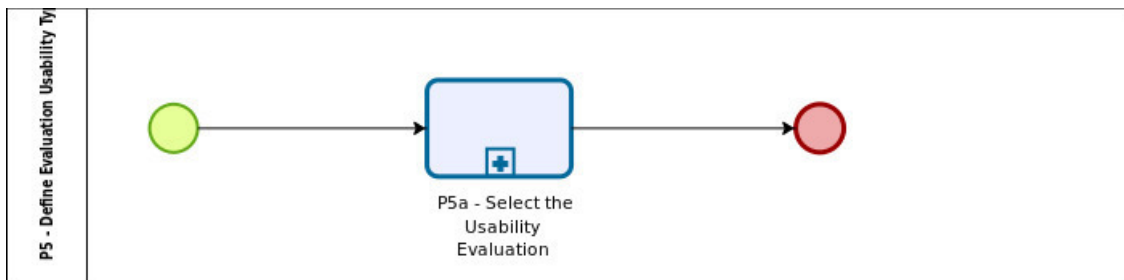 P5 - Define Evaluation Usability
P5a - Select the
Usability
Evaluation